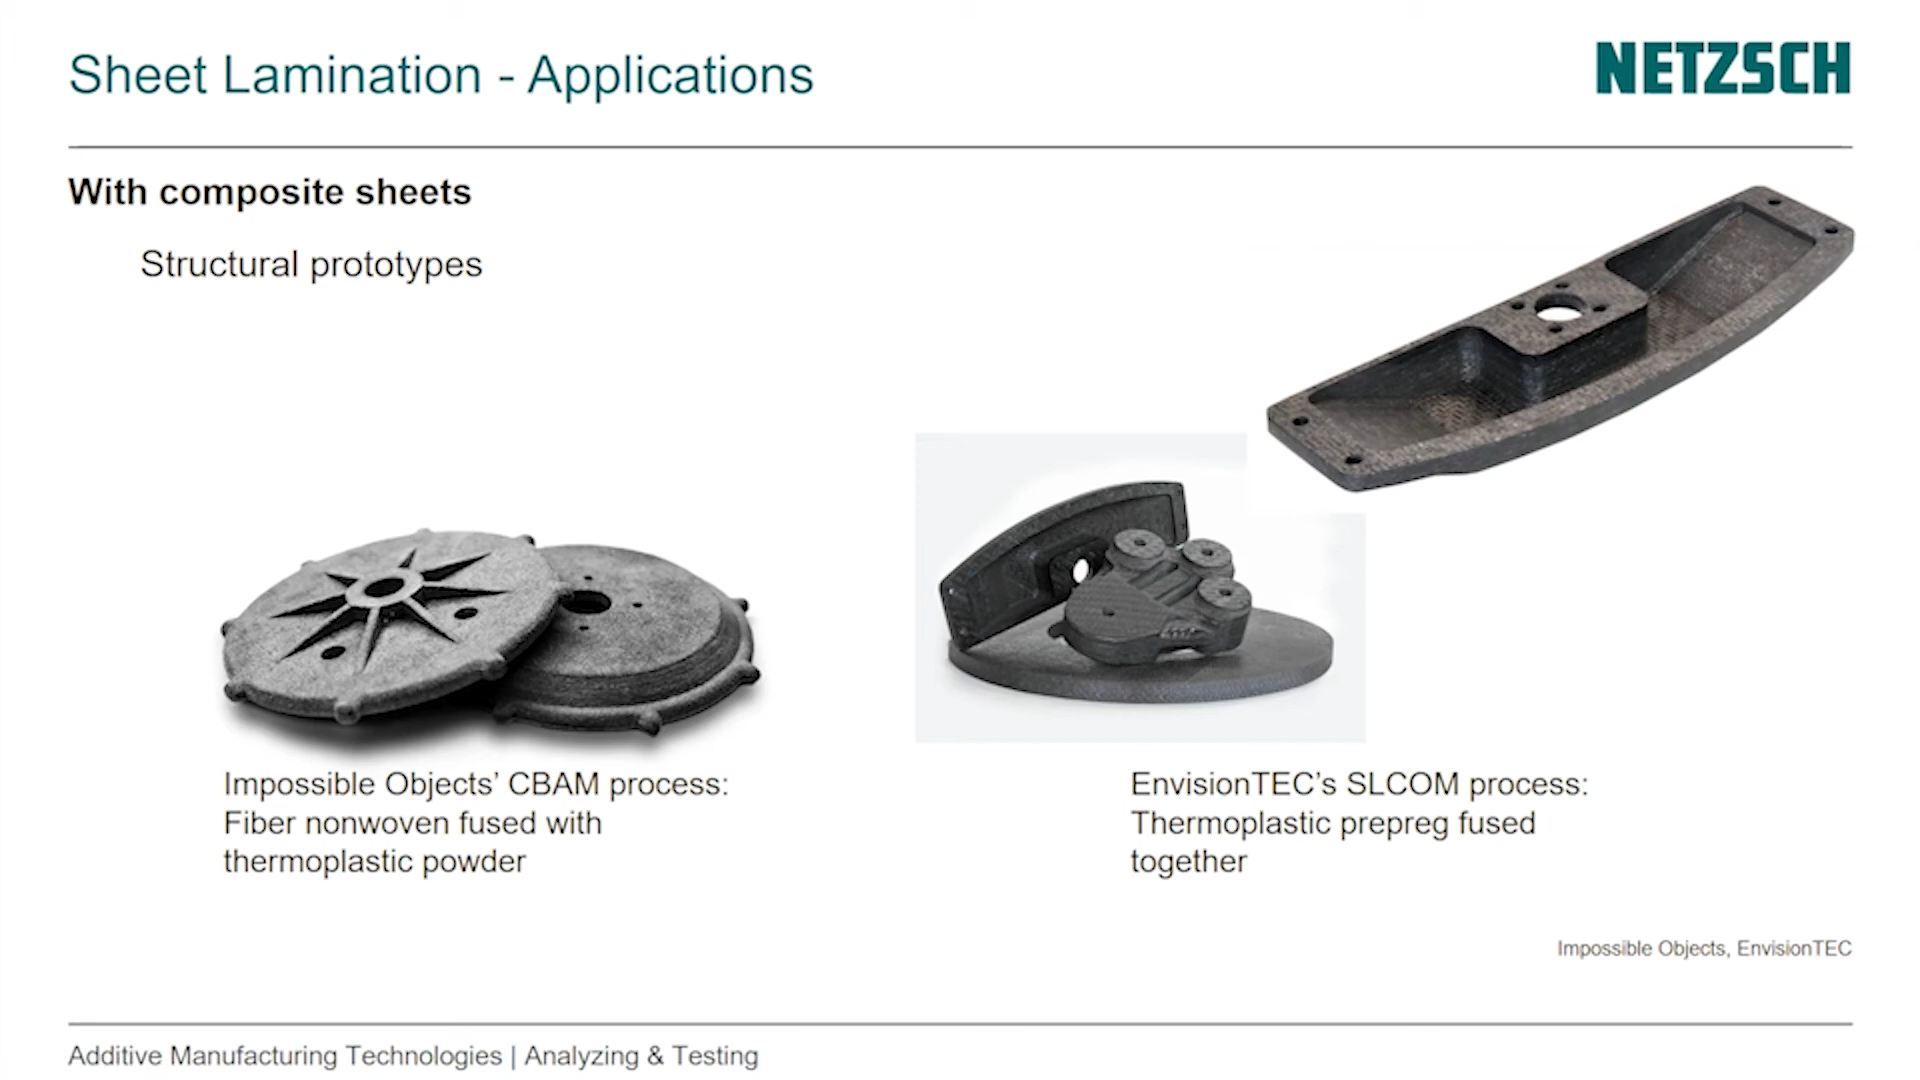 Sheet Lamination - Applications
NETZSCH
With composite sheets
Structural prototypes
Impossible Objects’ CBAM process:
Fiber nonwoven fused with
thermoplastic powder
EnvisionTEC’s SLCOM process:
Thermoplastic prepreg fused
together
Impossible Objects, EnvisionTEC
Additive Manufacturing Technologies | Analyzing & Testing